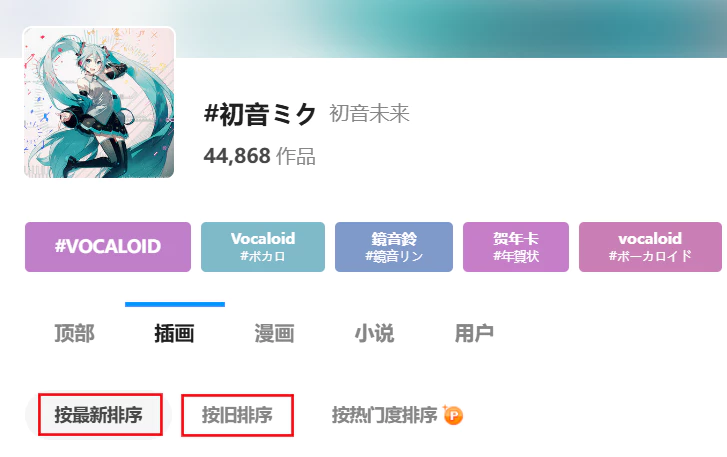 #初音ミク 初音未来
44,868 作品
#VOCALOID
Vocaloid
#ボカロ
鏡音鈴
#鏡音リン
贺年卡
#年賀状
vocaloid
#ボーカロイド
顶部 插画 漫画 小说 用户
按最新排序 按旧排序 按热门度排序 P